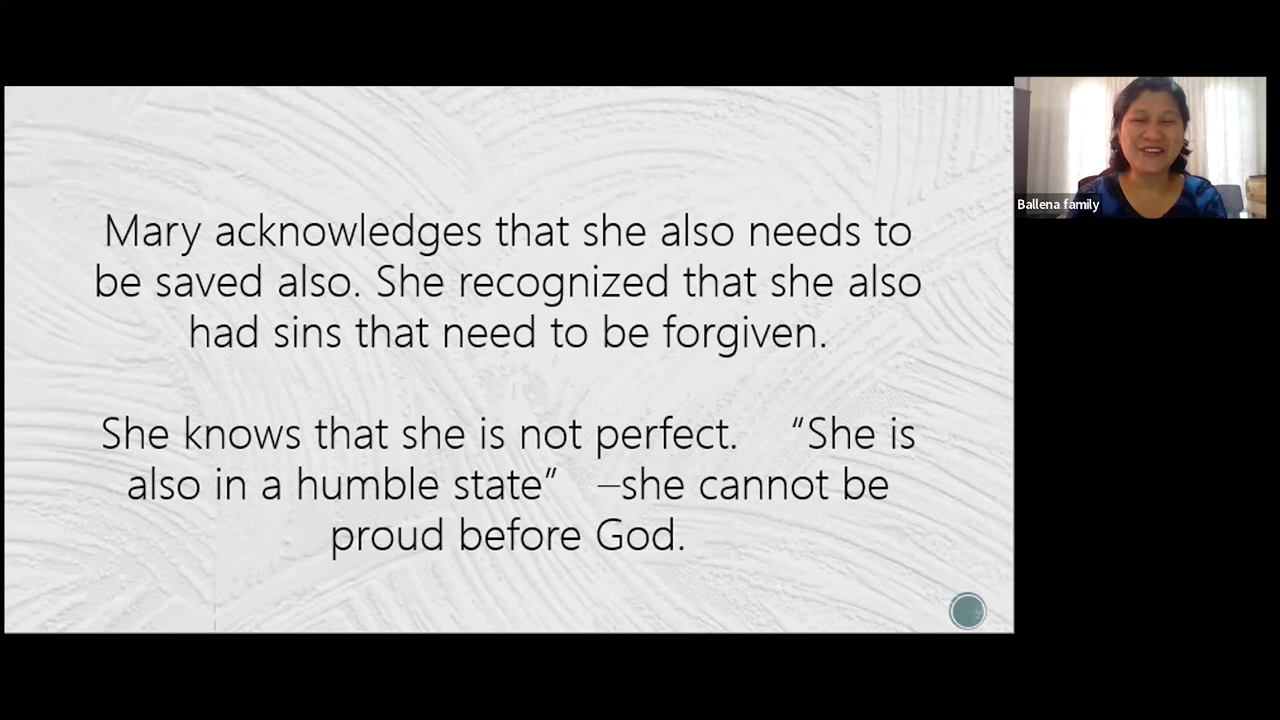 Mary acknowledges that she also needs to
be saved also. She recognized that she also
had sins that need to be forgiven.
She knows that she is not perfect. “She is
also in a humble state” –she cannot be
proud before God.
Ballena family